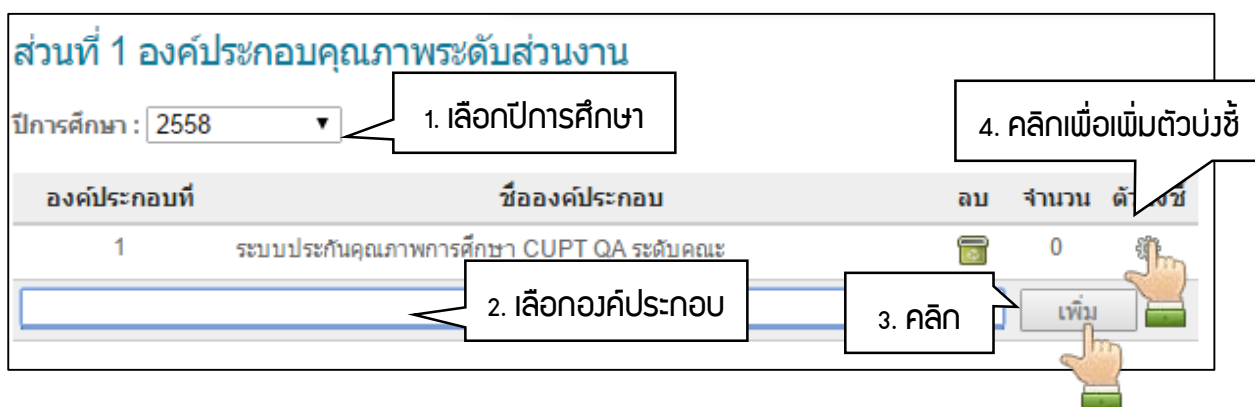 ส่วนที่ 1 องค์ประกอบคุณภาพระดับส่วนงาน
ปีการศึกษา : 2558
1. เลือกปีการศึกษา
4. คลิกเพื่อเพิ่มตัวบ่งชี้
องค์ประกอบที่ ชื่อองค์ประกอบ ลบ จำนวน
1 ระบบประกันคุณภาพการศึกษา CUPT QA ระดับคณะ 0
2. เลือกองค์ประกอบ
3. คลิก
เพิ่ม